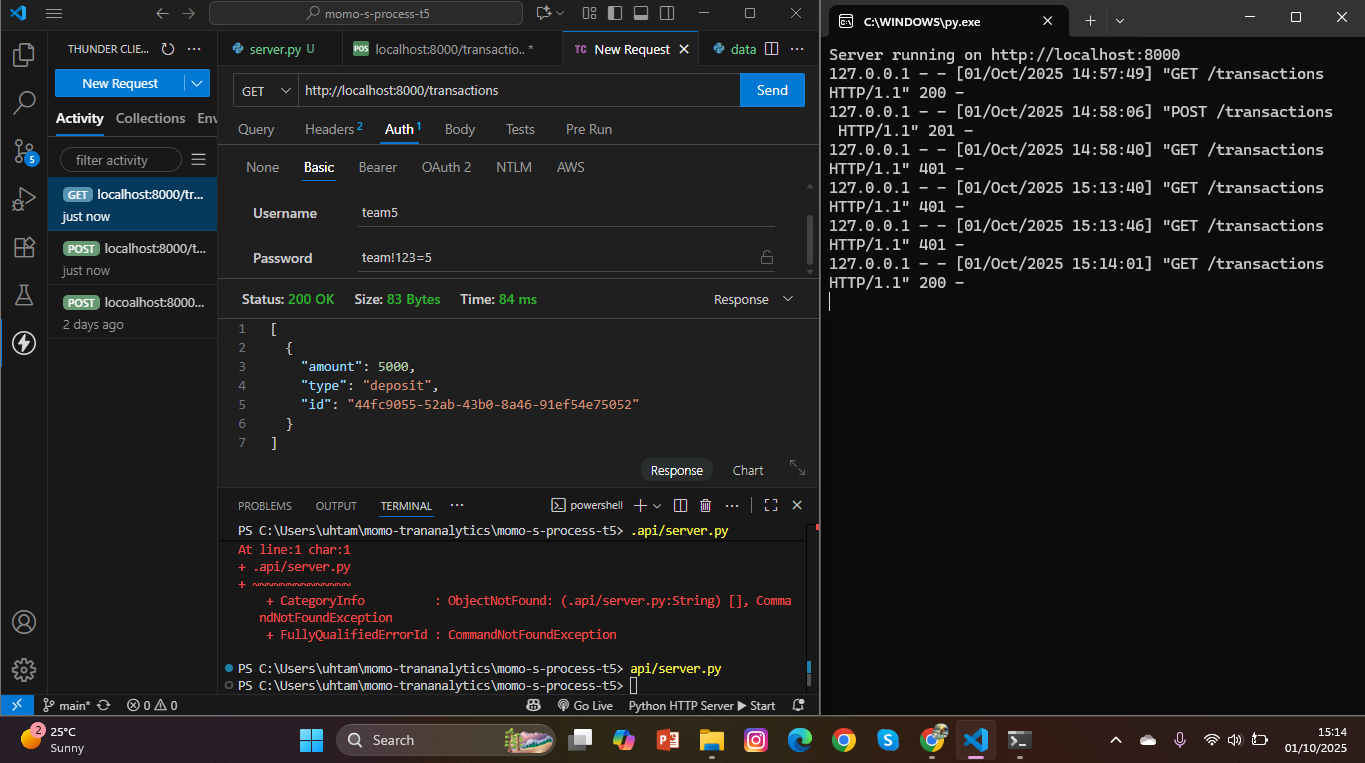 momo-s-process-t5
C:\WINDOWS\py.exe
THUNDER CLIE...
server.py U
POS
localhost:8000/transactio.. *
TC New Request
data
New Request
GET
http://localhost:8000/transactions
Send
Activity Collections Env
Query Headers 2 Auth 1 Body Tests Pre Run
filter activity
None Basic Bearer OAuth 2 NTLM AWS
5
GET localhost:8000/tr...
just now
Username team5
POST localhost:8000/t...
just now
Password team!123=5
POST locoalhost:8000...
2 days ago
Status: 200 OK Size: 83 Bytes Time: 84 ms Response
1 [
2 {
3 "amount": 5000,
4 "type": "deposit",
5 "id": "44fc9055-52ab-43b0-8a46-91ef54e75052"
6 }
7 ]
Response Chart
PROBLEMS OUTPUT TERMINAL powershell
PS C:\Users\uhtam\momo-trananalytics\momo-s-process-t5> .api/server.py
At line:1 char:1
+ .api/server.py
+ ~~~~~~~~~~~~~~
+ CategoryInfo : ObjectNotFound: (.api/server.py:String) [], Comma
ndNotFoundException
+ FullyQualifiedErrorId : CommandNotFoundException
PS C:\Users\uhtam\momo-trananalytics\momo-s-process-t5> api/server.py
PS C:\Users\uhtam\momo-trananalytics\momo-s-process-t5>
main* 0 0 Go Live Python HTTP Server Start
Server running on http://localhost:8000
127.0.0.1 - - [01/Oct/2025 14:57:49] "GET /transactions
HTTP/1.1" 200 -
127.0.0.1 - - [01/Oct/2025 14:58:06] "POST /transactions
HTTP/1.1" 201 -
127.0.0.1 - - [01/Oct/2025 14:58:40] "GET /transactions
HTTP/1.1" 401 -
127.0.0.1 - - [01/Oct/2025 15:13:40] "GET /transactions
HTTP/1.1" 401 -
127.0.0.1 - - [01/Oct/2025 15:13:46] "GET /transactions
HTTP/1.1" 401 -
127.0.0.1 - - [01/Oct/2025 15:14:01] "GET /transactions
HTTP/1.1" 200 -
2
25°C
Sunny
Search
15:14
01/10/2025